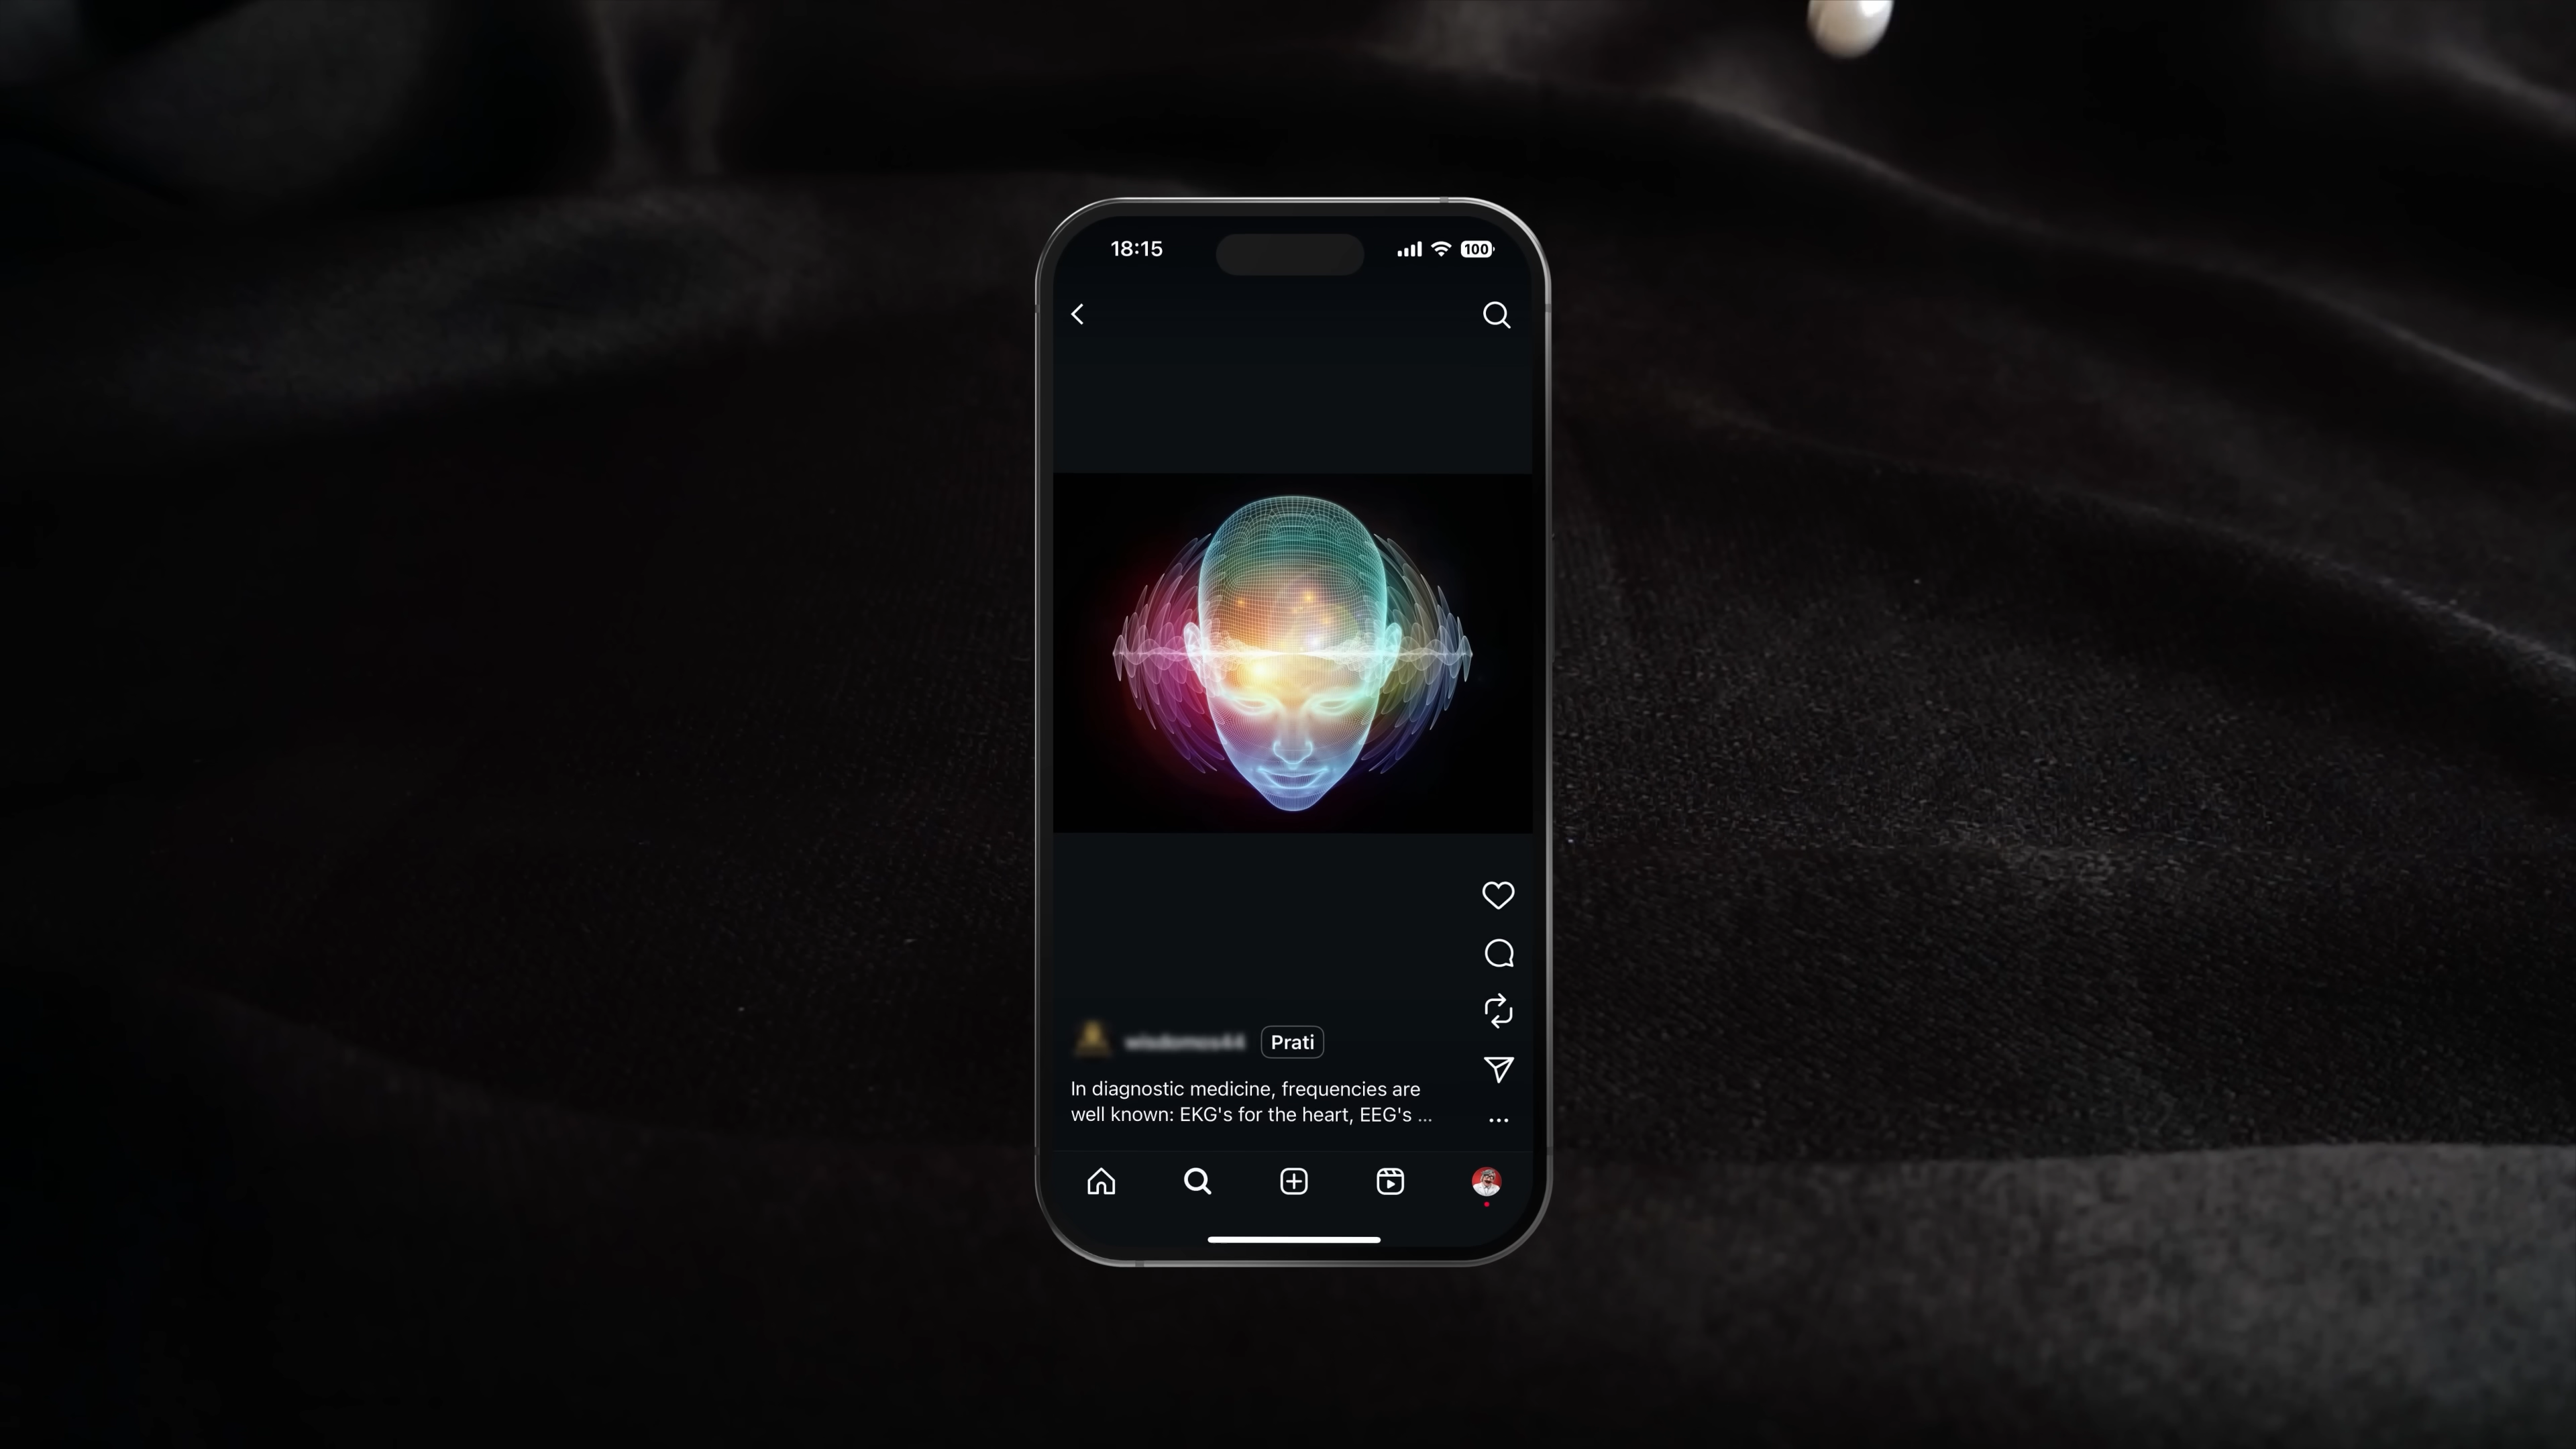 18:15
100
Prati
In diagnostic medicine, frequencies are
well known: EKG's for the heart, EEG's ...